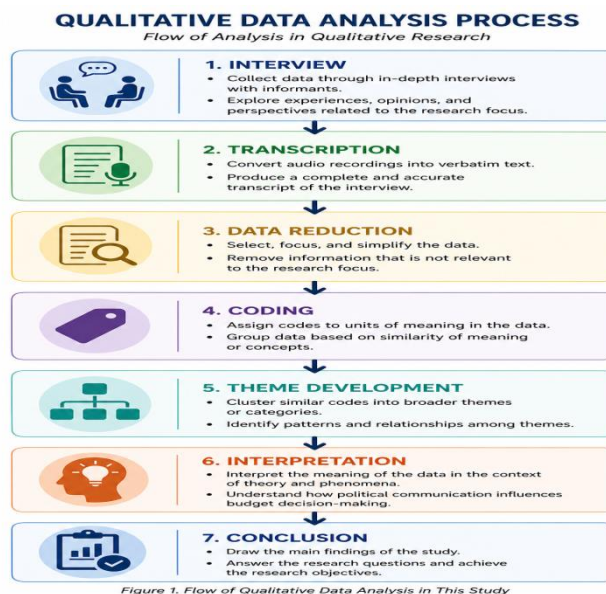 QUALITATIVE DATA ANALYSIS PROCESS
Flow of Analysis in Qualitative Research
1. INTERVIEW
• Collect data through in-depth interviews
with informants.
• Explore experiences, opinions, and
perspectives related to the research focus.
2. TRANSCRIPTION
• Convert audio recordings into verbatim text.
• Produce a complete and accurate
transcript of the interview.
3. DATA REDUCTION
• Select, focus, and simplify the data.
• Remove information that is not relevant
to the research focus.
4. CODING
• Assign codes to units of meaning in the data.
• Group data based on similarity of meaning
or concepts.
5. THEME DEVELOPMENT
• Cluster similar codes into broader themes
or categories.
• Identify patterns and relationships among themes.
6. INTERPRETATION
• Interpret the meaning of the data in the context
of theory and phenomena.
• Understand how political communication influences
budget decision-making.
7. CONCLUSION
• Draw the main findings of the study.
• Answer the research questions and achieve
the research objectives.
Figure 1. Flow of Qualitative Data Analysis in This Study